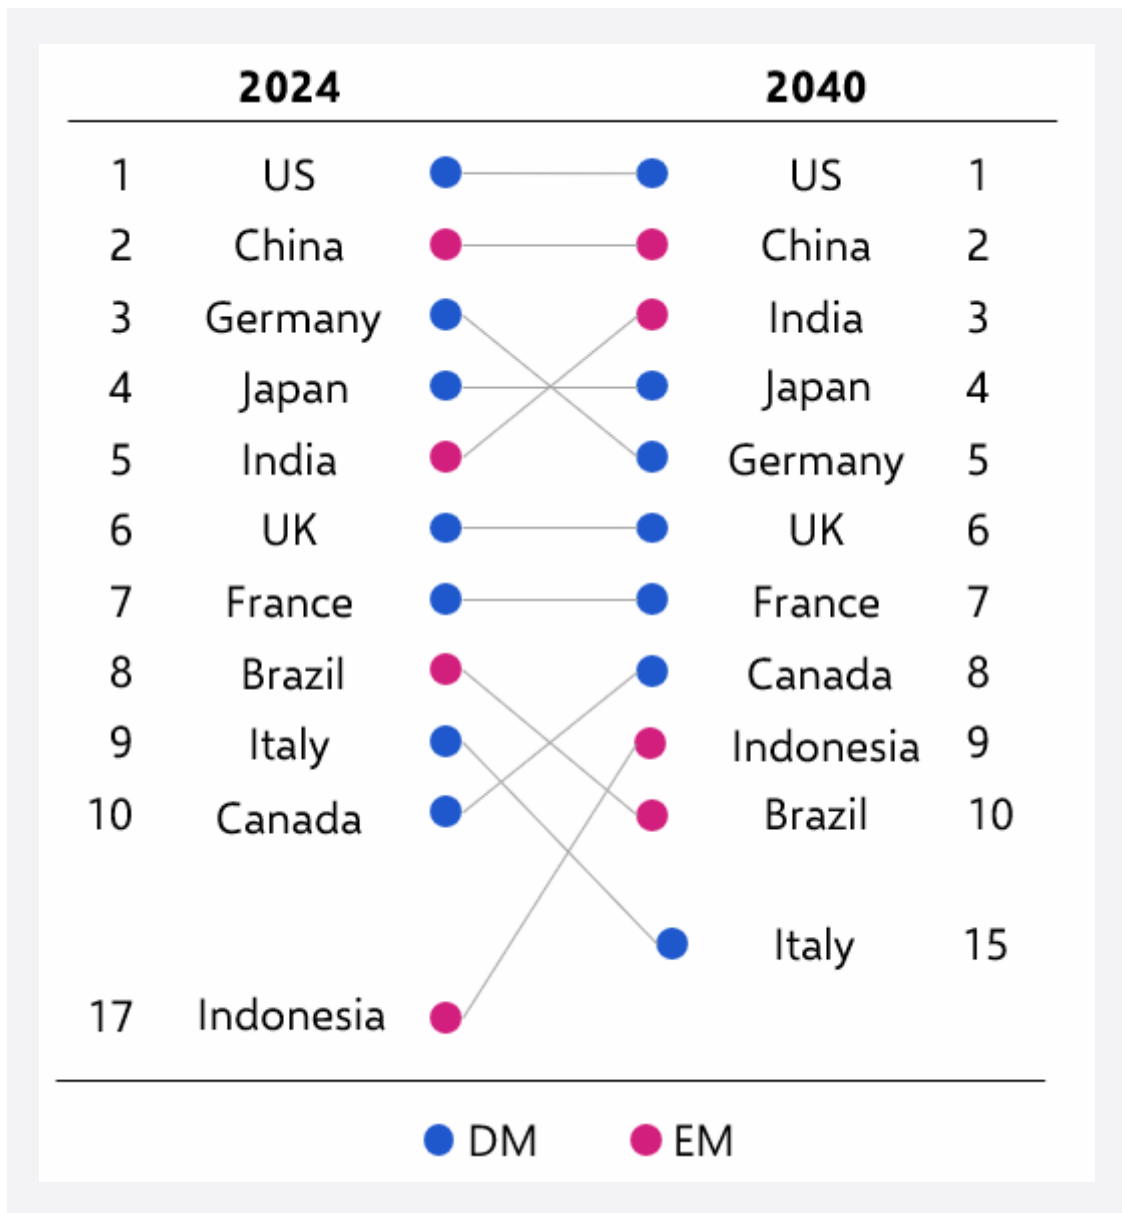 2024 2040
1 US US 1
2 China China 2
3 Germany India 3
4 Japan Japan 4
5 India Germany 5
6 UK UK 6
7 France France 7
8 Brazil Canada 8
9 Italy Indonesia 9
10 Canada Brazil 10
Italy 15
17 Indonesia
DM EM